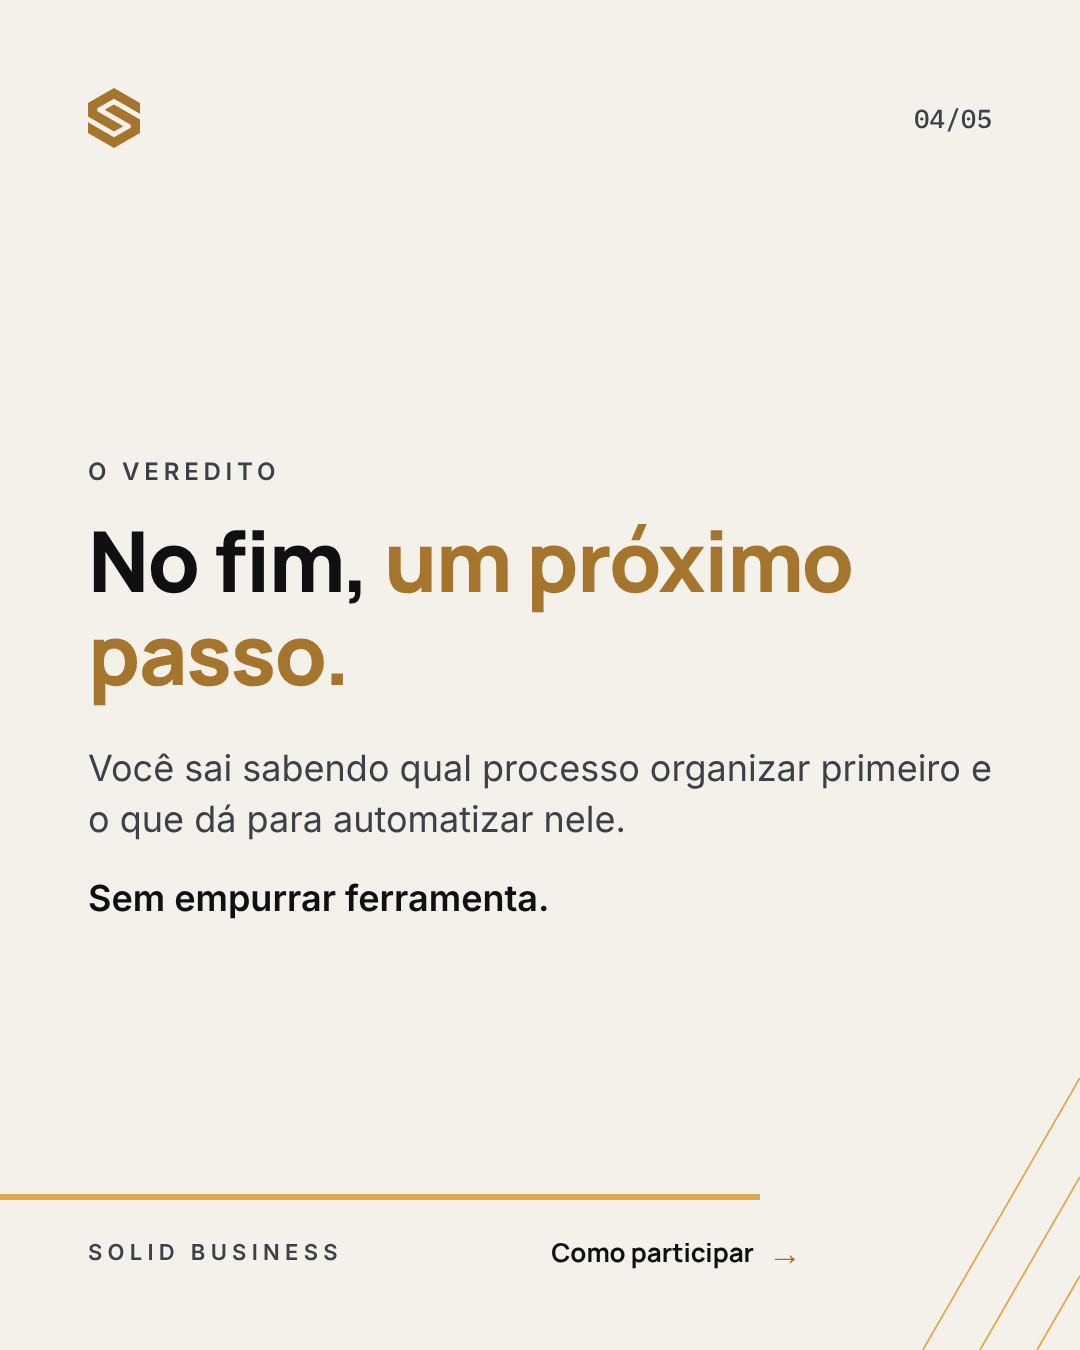 04/05
O VEREDITO
No fim, um próximo
passo.
Você sai sabendo qual processo organizar primeiro e
o que dá para automatizar nele.
Sem empurrar ferramenta.
SOLID BUSINESS
Como participar →